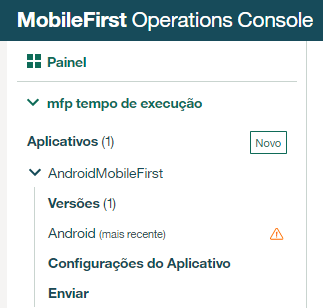 MobileFirst Operations Console
Painel
mfp tempo de execução
Aplicativos (1) Novo
AndroidMobileFirst
Versões (1)
Android (mais recente)
Configurações do Aplicativo
Enviar